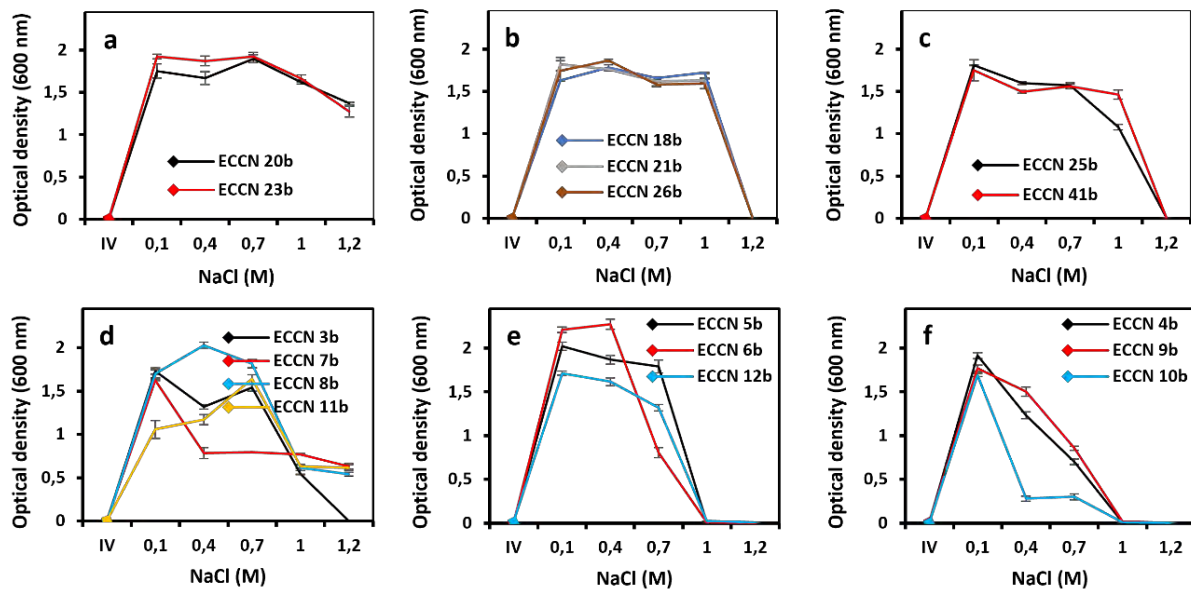 a
Optical density (600 nm)
2
1,5
1
0,5
0
ECCN 20b
ECCN 23b
IV 0,1 0,4 0,7 1 1,2
NaCl (M)
b
Optical density (600 nm)
2
1,5
1
0,5
0
ECCN 18b
ECCN 21b
ECCN 26b
IV 0,1 0,4 0,7 1 1,2
NaCl (M)
c
Optical density (600 nm)
2
1,5
1
0,5
0
ECCN 25b
ECCN 41b
IV 0,1 0,4 0,7 1 1,2
NaCl (M)
d
Optical density (600 nm)
2
1,5
1
0,5
0
ECCN 3b
ECCN 7b
ECCN 8b
ECCN 11b
IV 0,1 0,4 0,7 1 1,2
NaCl (M)
e
Optical density (600 nm)
2
1,5
1
0,5
0
ECCN 5b
ECCN 6b
ECCN 12b
IV 0,1 0,4 0,7 1 1,2
NaCl (M)
f
Optical density (600 nm)
2
1,5
1
0,5
0
ECCN 4b
ECCN 9b
ECCN 10b
IV 0,1 0,4 0,7 1 1,2
NaCl (M)